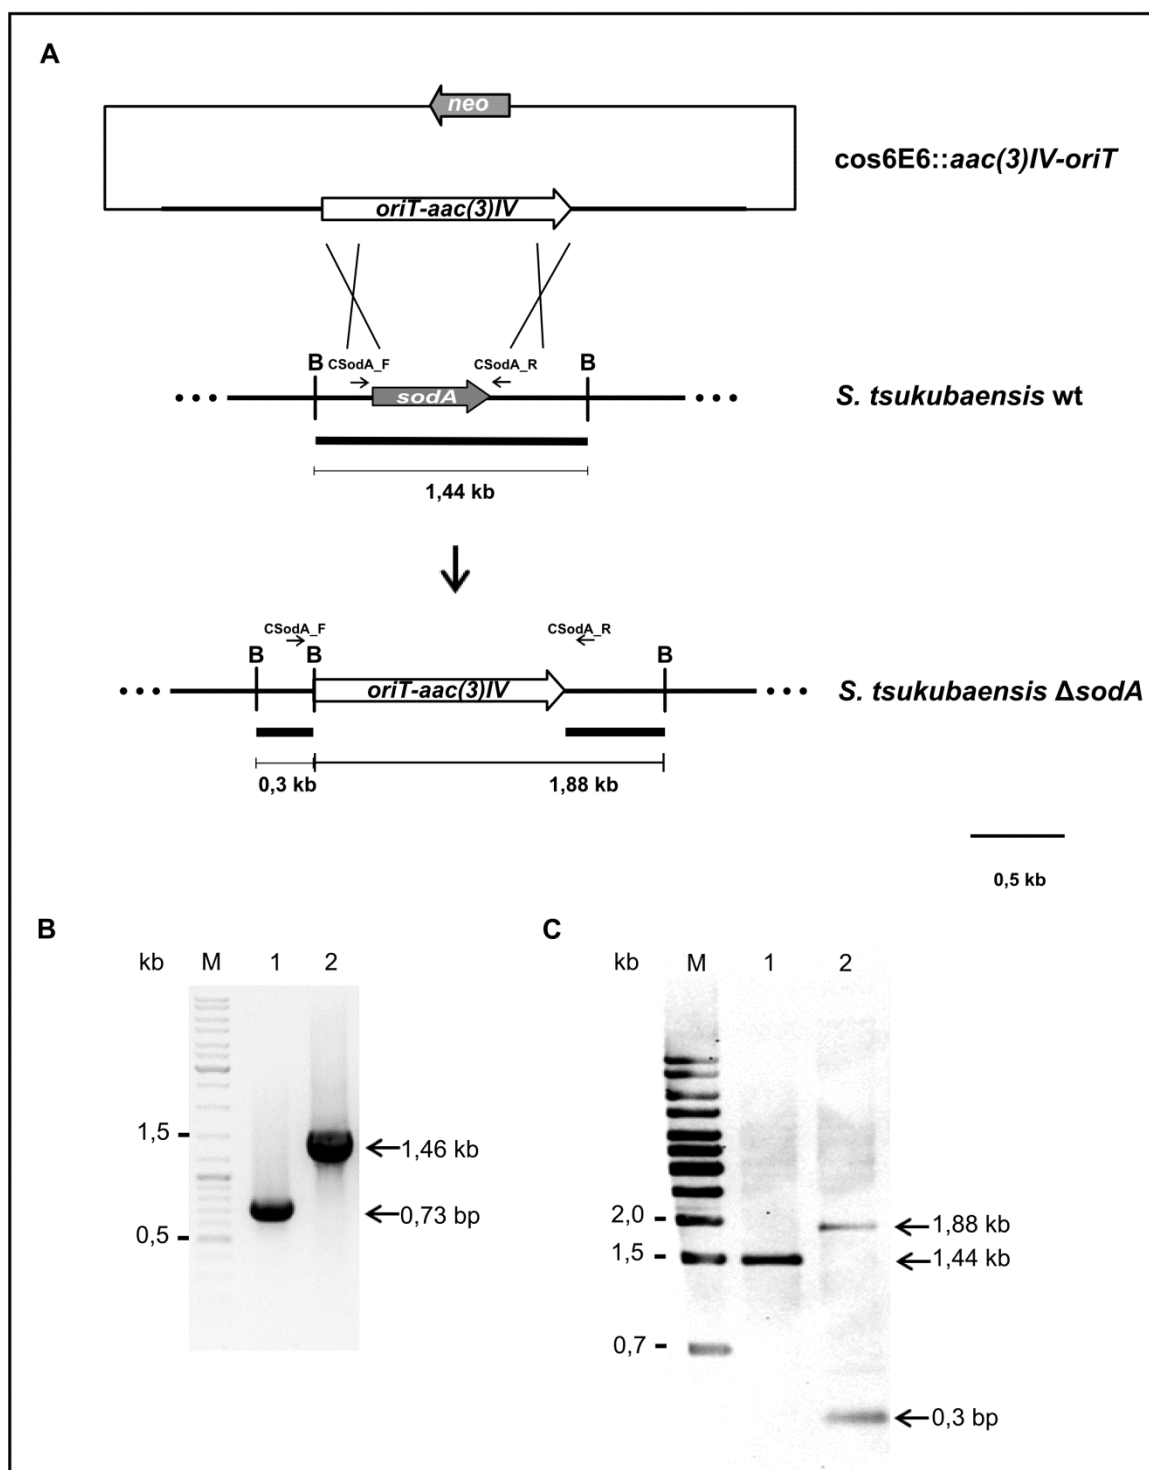 A
neo
cos6E6::aac(3)IV-oriT
oriT-aac(3)IV
B CSodA_F CSodA_R B
sodA
S. tsukubaensis wt
1,44 kb
CSodA_F CSodA_R
B B B
oriT-aac(3)IV
S. tsukubaensis ΔsodA
0,3 kb 1,88 kb
0,5 kb
B
kb M 1 2
1,5
1,46 kb
0,73 bp
0,5
C
kb M 1 2
2,0
1,88 kb
1,5
1,44 kb
0,7
0,3 bp